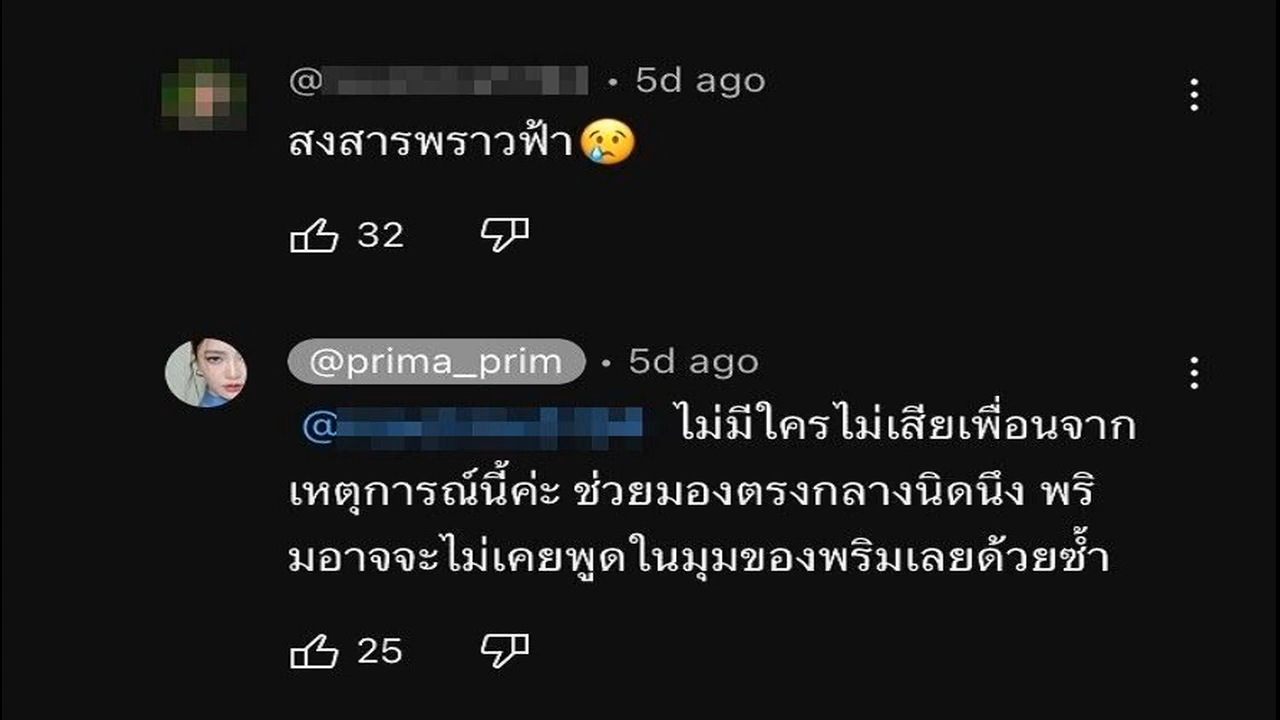 @ • 5d ago
สงสารพราวฟ้า😢
32
@prima_prim • 5d ago
@ ไม่มีใครไม่เสียเพื่อนจาก
เหตุการณ์นี้ค่ะ ช่วยมองตรงกลางนิดนึง พริ
มอาจจะไม่เคยพูดในมุมของพริมเลยด้วยซ้ำ
25